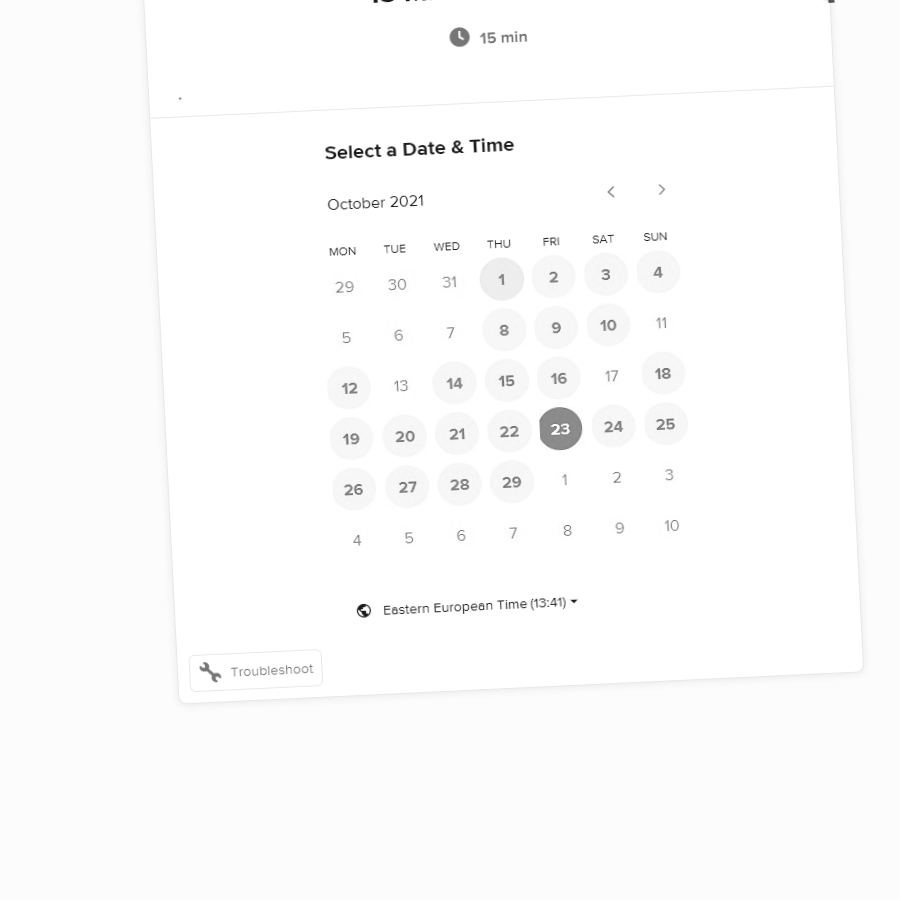 15 min
Select a Date & Time
October 2021
MON TUE WED THU FRI SAT SUN
29 30 31 1 2 3 4
5 6 7 8 9 10 11
12 13 14 15 16 17 18
19 20 21 22 23 24 25
26 27 28 29 1 2 3
4 5 6 7 8 9 10
Eastern European Time (13:41)
Troubleshoot